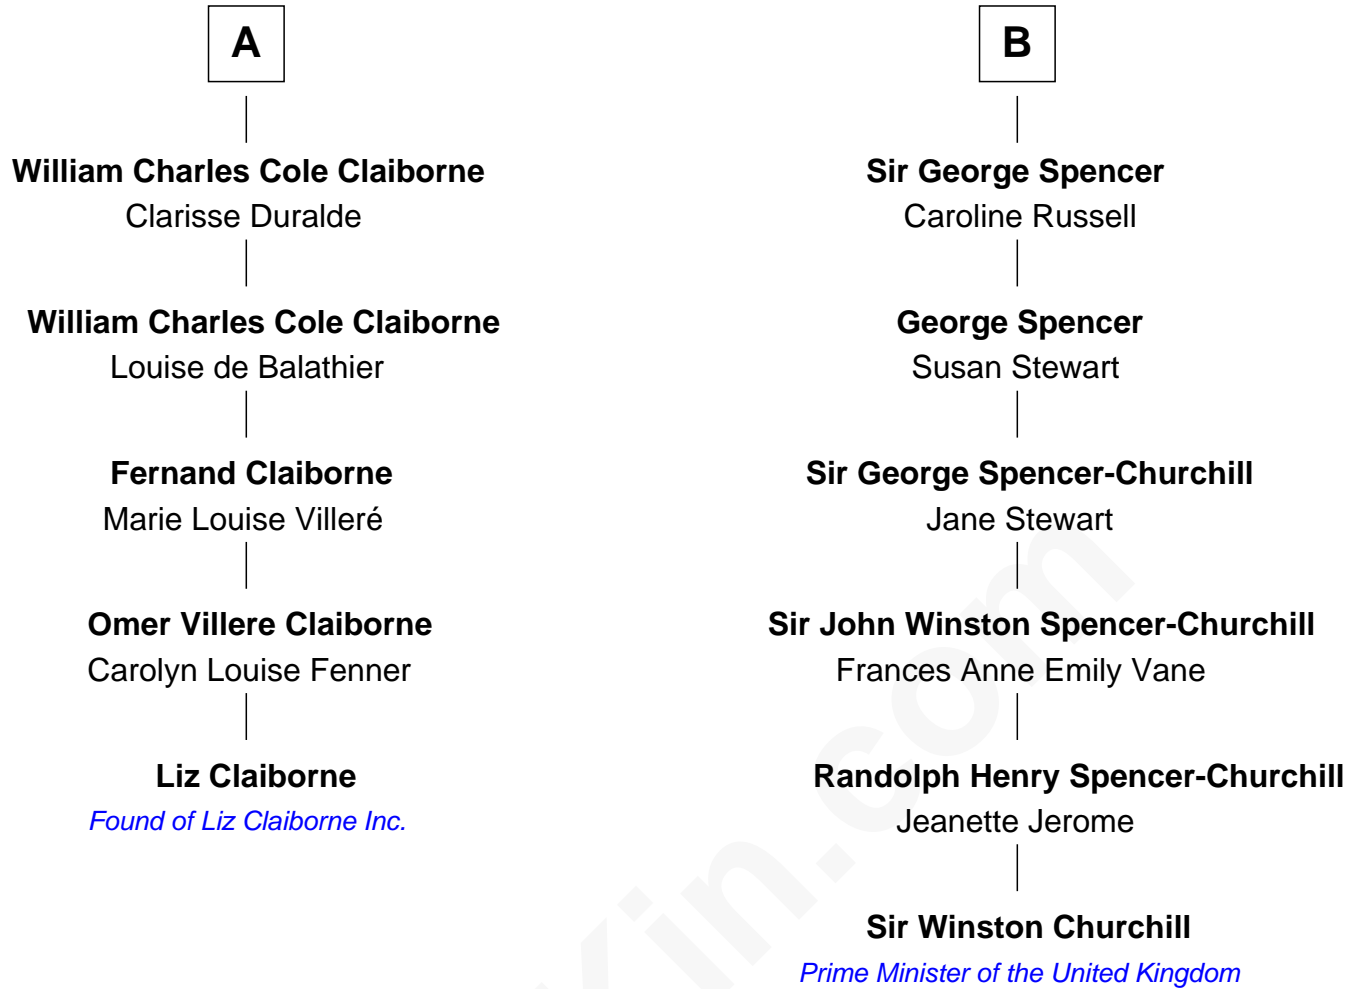 A
William Charles Cole Claiborne
Clarisse Duralde
William Charles Cole Claiborne
Louise de Balathier
Fernand Claiborne
Marie Louise Villeré
Omer Villere Claiborne
Carolyn Louise Fenner
Liz Claiborne
Found of Liz Claiborne Inc.
B
Sir George Spencer
Caroline Russell
George Spencer
Susan Stewart
Sir George Spencer-Churchill
Jane Stewart
Sir John Winston Spencer-Churchill
Frances Anne Emily Vane
Randolph Henry Spencer-Churchill
Jeanette Jerome
Sir Winston Churchill
Prime Minister of the United Kingdom